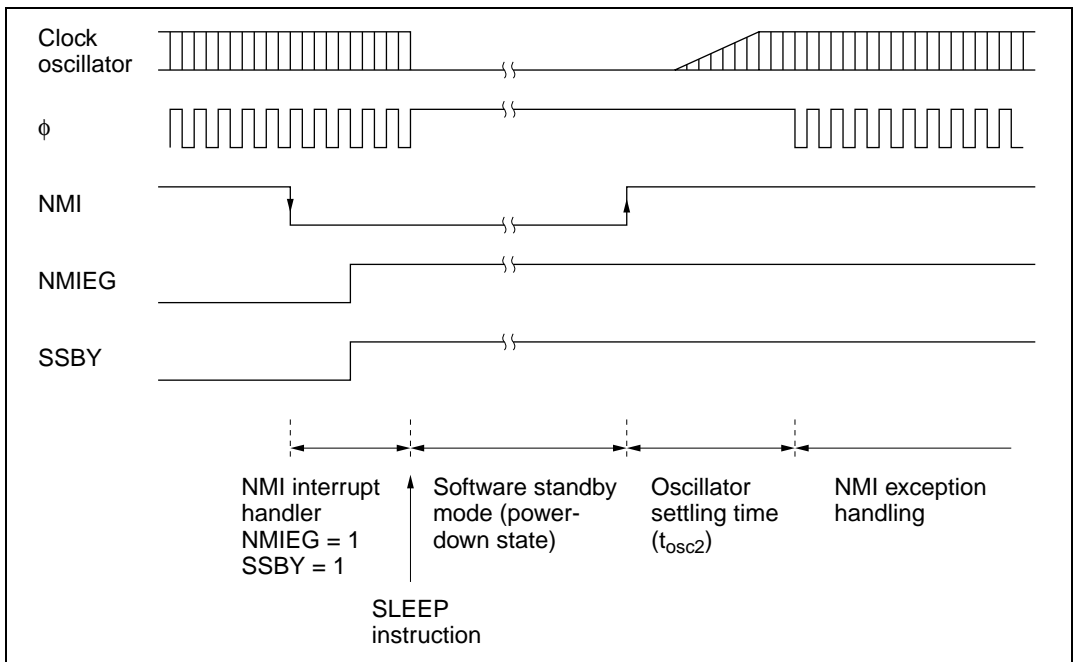 Clock
oscillator
ϕ
NMI
NMIEG
SSBY
NMI interrupt
handler
NMIEG = 1
SSBY = 1
Software standby
mode (power-
down state)
Oscillator
settling time
(tosc2)
NMI exception
handling
SLEEP
instruction